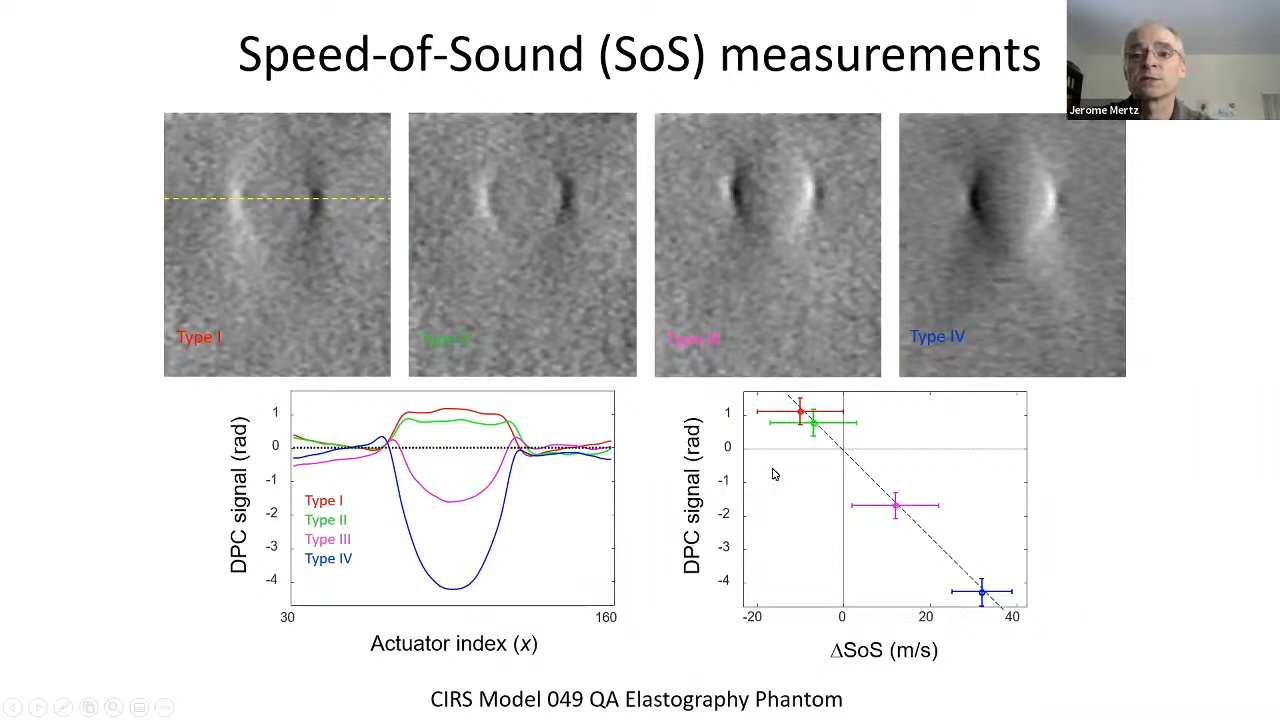 Speed-of-Sound (SoS) measurements
Jerome Mertz
Type I
Type II
Type III
Type IV
DPC signal (rad)
1
0
-1
-2
-3
-4
Type I
Type II
Type III
Type IV
30
160
Actuator index (x)
DPC signal (rad)
1
0
-1
-2
-3
-4
-20
0
20
40
ΔSoS (m/s)
CIRS Model 049 QA Elastography Phantom